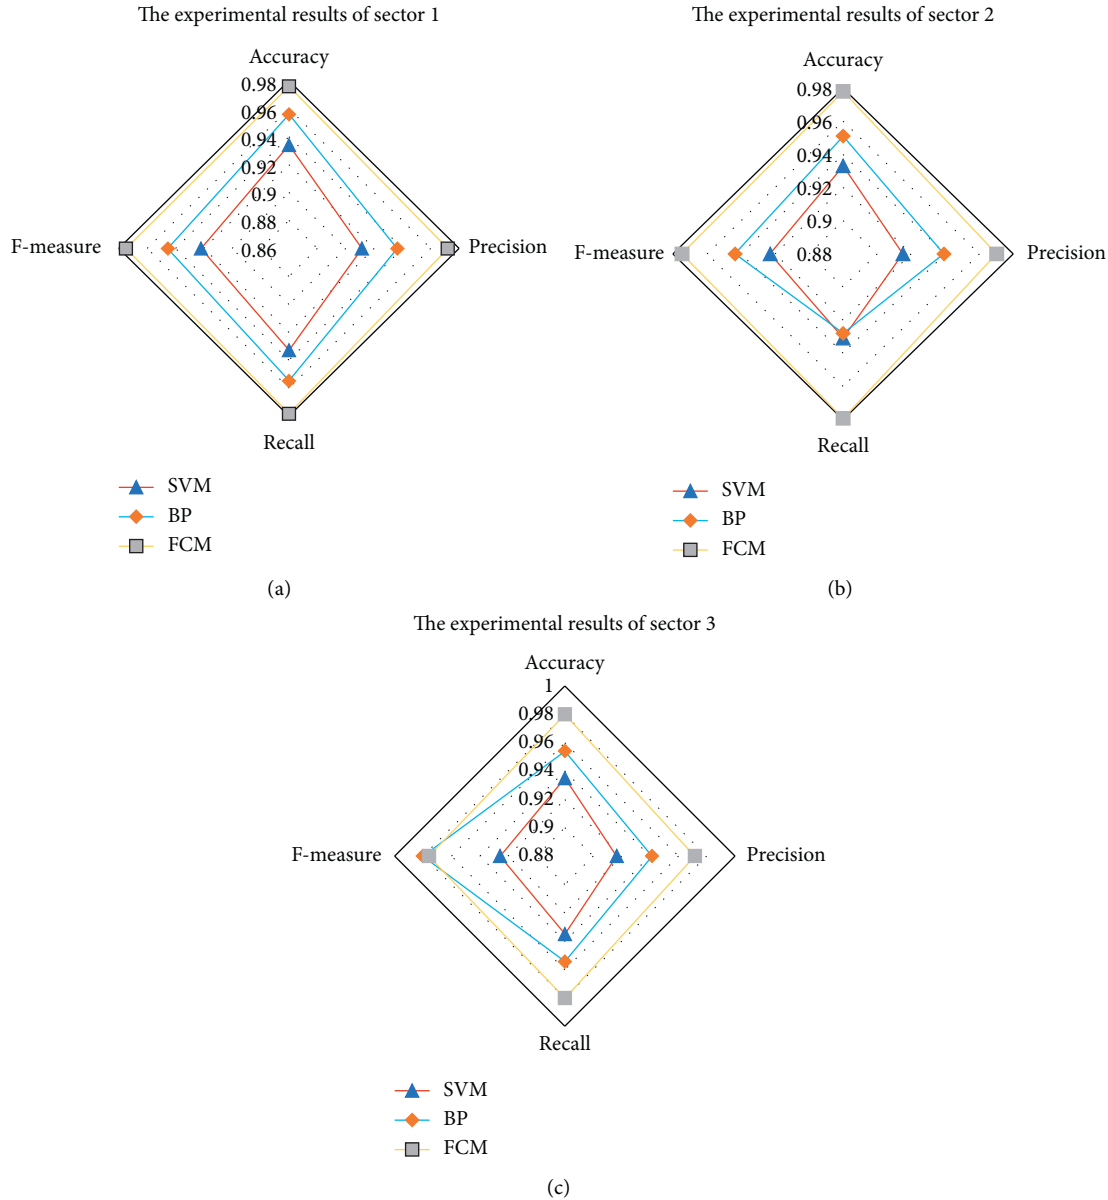 The experimental results of sector 1
Accuracy
0.98
0.96
0.94
0.92
0.9
0.88
0.86
F-measure
Precision
Recall
SVM
BP
FCM
(a)
The experimental results of sector 2
Accuracy
0.98
0.96
0.94
0.92
0.9
0.88
F-measure
Precision
Recall
SVM
BP
FCM
(b)
The experimental results of sector 3
Accuracy
1
0.98
0.96
0.94
0.92
0.9
0.88
F-measure
Precision
Recall
SVM
BP
FCM
(c)